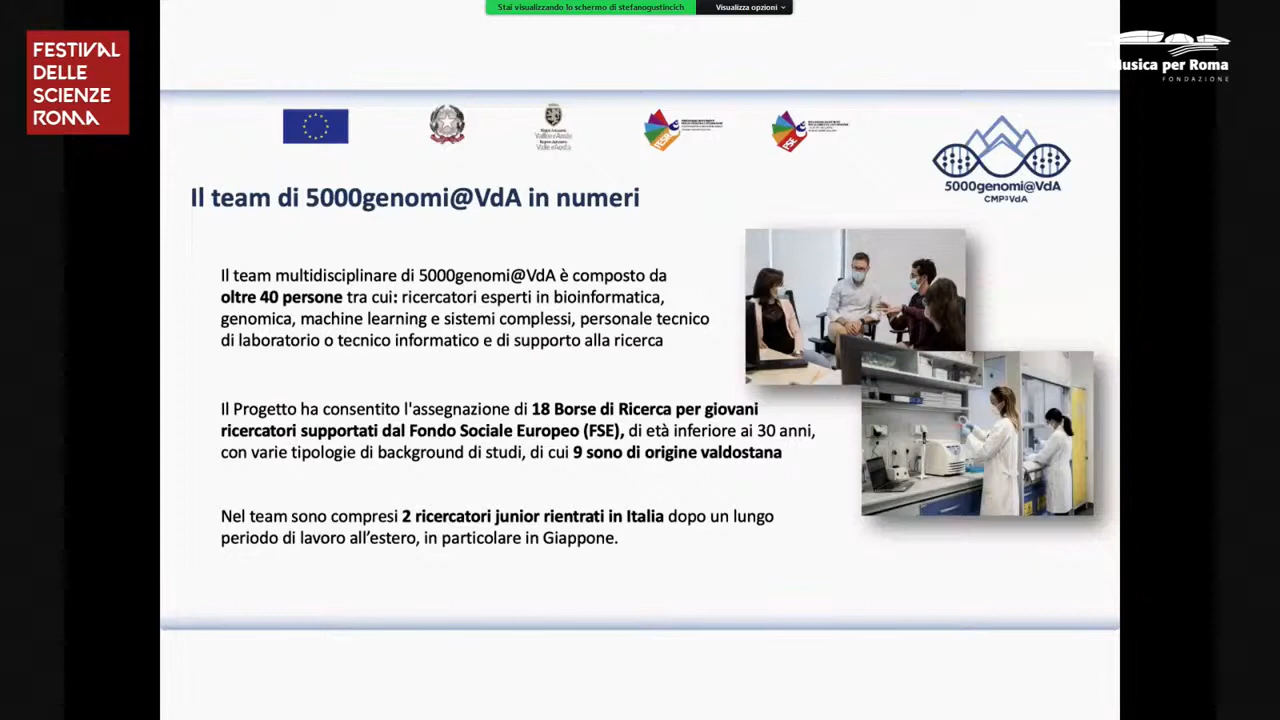 Stai visualizzando lo schermo di stefanogustincich
Visualizza opzioni
FESTIVAL
DELLE
SCIENZE
ROMA
Musica per Roma
FONDAZIONE
FESR
FSE
5000genomi@VdA
CMP³VdA
Il team di 5000genomi@VdA in numeri
Il team multidisciplinare di 5000genomi@VdA è composto da
oltre 40 persone tra cui: ricercatori esperti in bioinformatica,
genomica, machine learning e sistemi complessi, personale tecnico
di laboratorio o tecnico informatico e di supporto alla ricerca
Il Progetto ha consentito l'assegnazione di 18 Borse di Ricerca per giovani
ricercatori supportati dal Fondo Sociale Europeo (FSE), di età inferiore ai 30 anni,
con varie tipologie di background di studi, di cui 9 sono di origine valdostana
Nel team sono compresi 2 ricercatori junior rientrati in Italia dopo un lungo
periodo di lavoro all’estero, in particolare in Giappone.